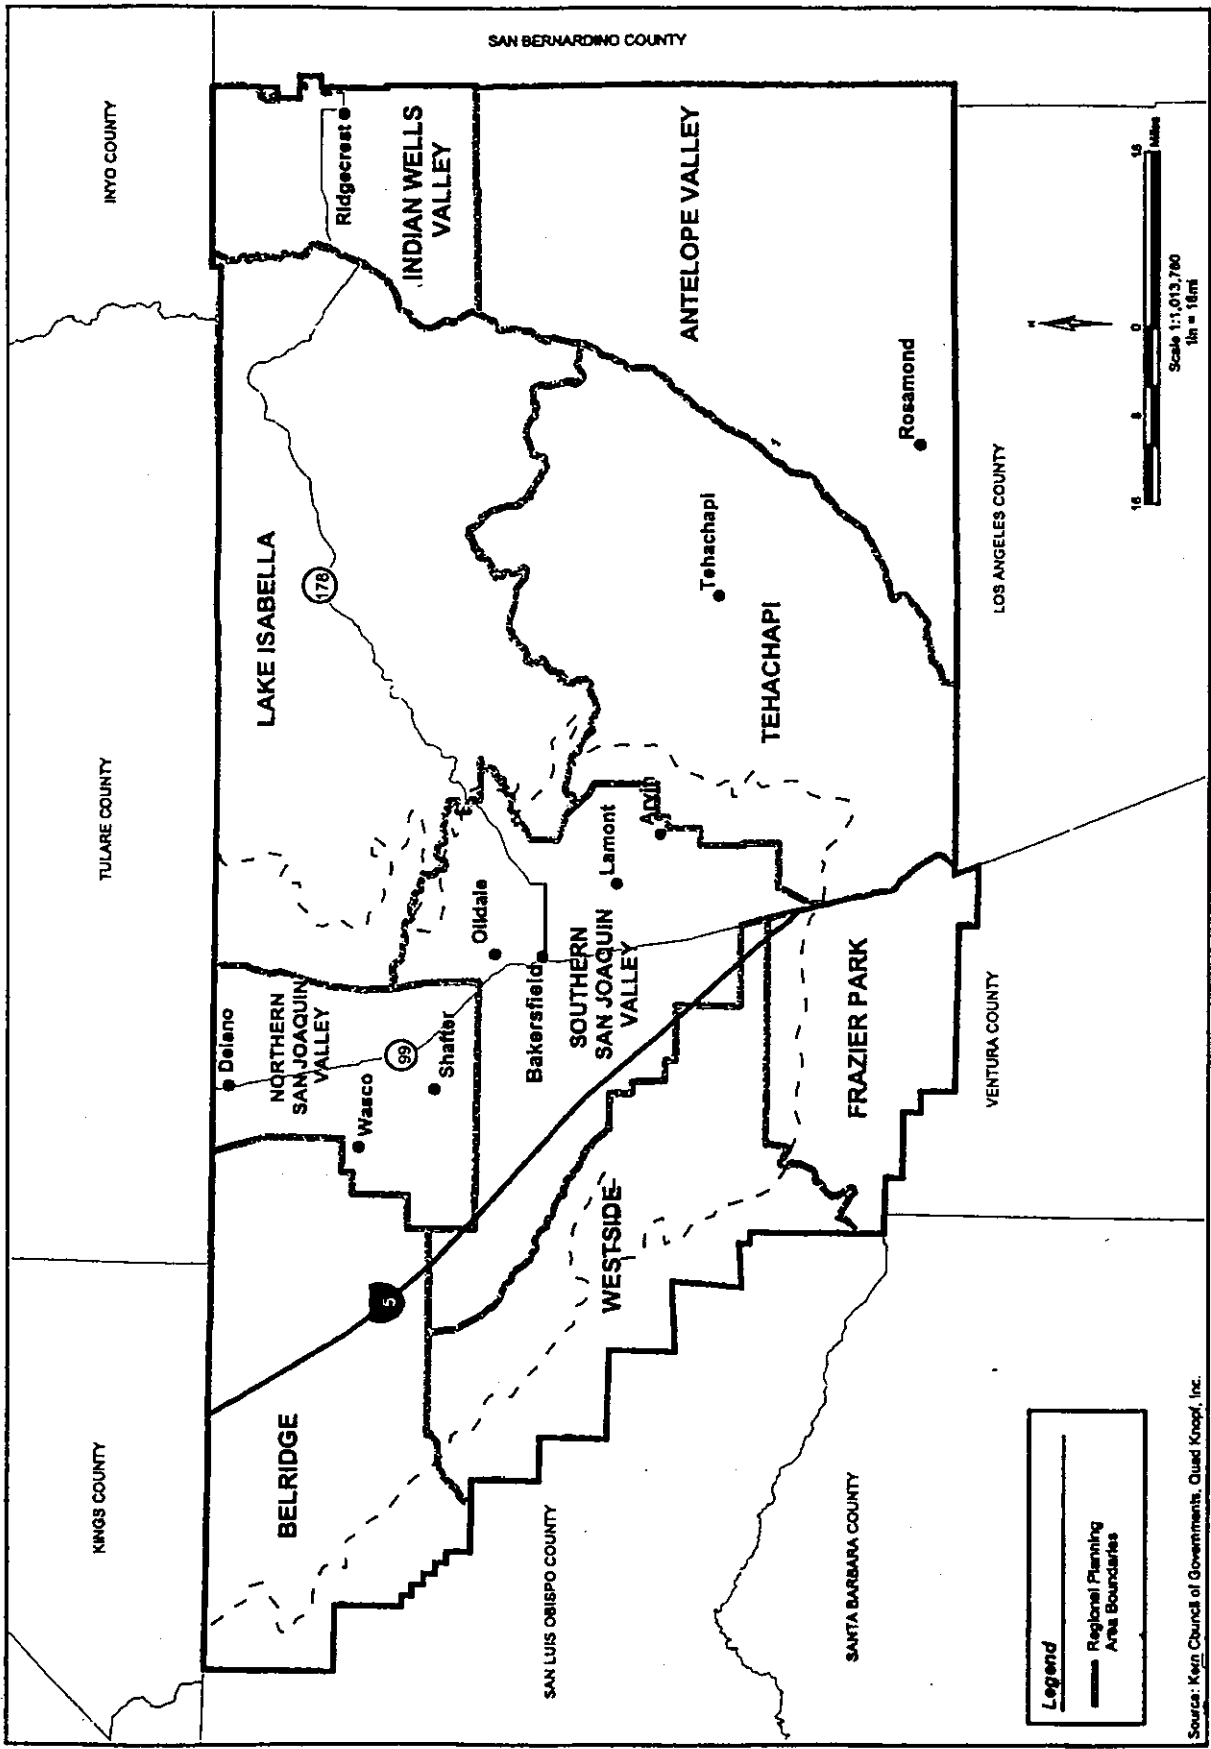 KINGS COUNTY
TULARE COUNTY
INYO COUNTY
SAN BERNARDINO COUNTY
BELRIDGE
5
Delano
NORTHERN
SAN JOAQUIN
VALLEY
99
Wasco
Shafter
LAKE ISABELLA
178
Ridgecrest
INDIAN WELLS
VALLEY
Oildale
Bakersfield
SOUTHERN
SAN JOAQUIN
VALLEY
Lamont
Arvin
WESTSIDE
Tehachapi
TEHACHAPI
ANTELOPE VALLEY
Rosamond
FRAZIER PARK
SAN LUIS OBISPO COUNTY
SANTA BARBARA COUNTY
VENTURA COUNTY
LOS ANGELES COUNTY
Legend
Regional Planning
Area Boundaries
16 8 0 16 Miles
Scale 1:1,013,760
1in = 16mi
Source: Kern Council of Governments, Quad Knopf, Inc.